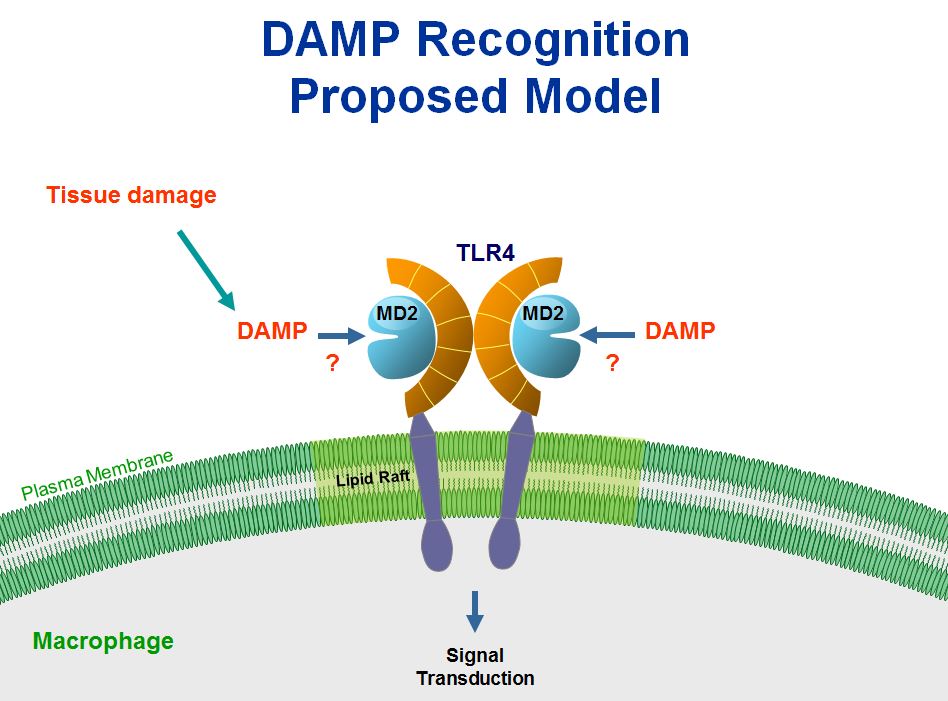 DAMP Recognition
Proposed Model
Tissue damage
TLR4
MD2
MD2
DAMP
DAMP
?
?
Plasma Membrane
Lipid Raft
Macrophage
Signal
Transduction